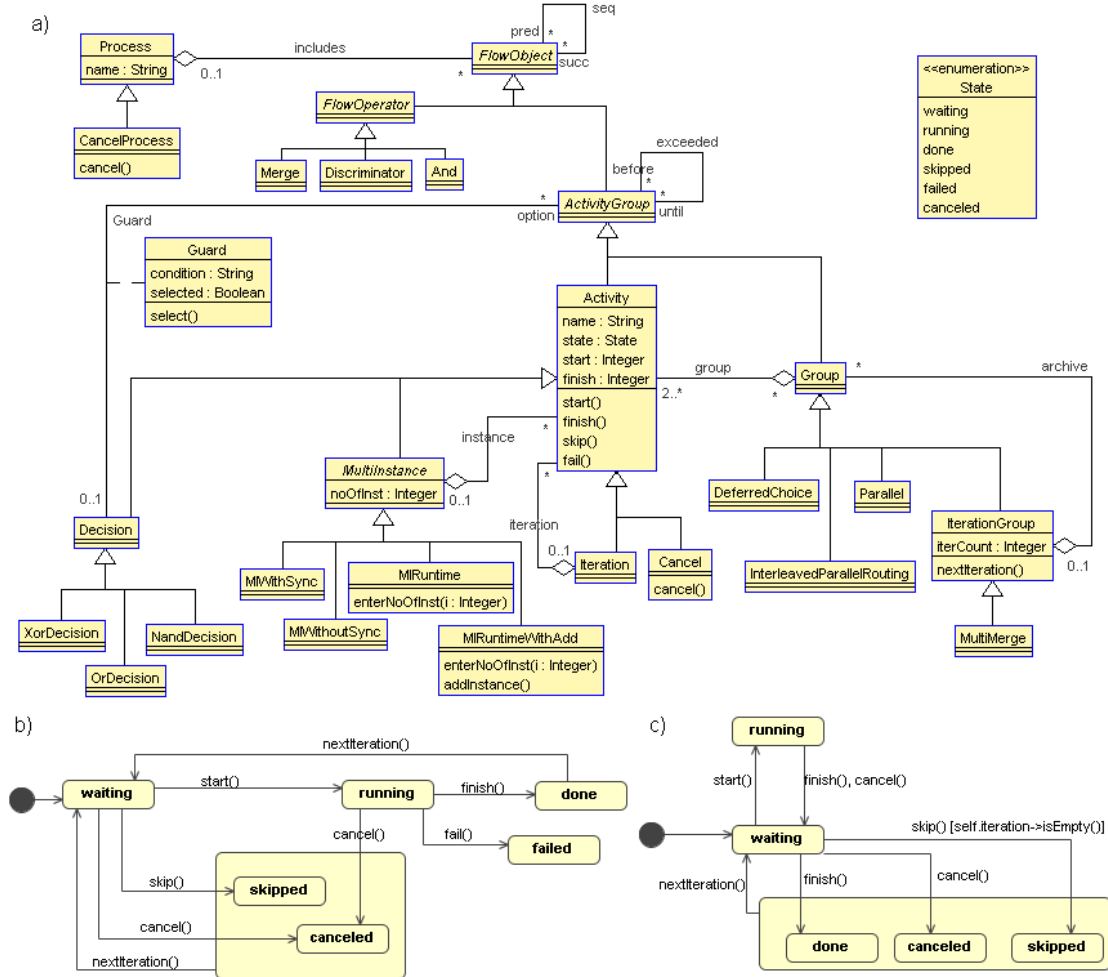 a)
seq
pred
*
*
succ
Process
name : String
includes
0..1
*
FlowObject
<<enumeration>>
State
waiting
running
done
skipped
failed
canceled
CancelProcess
cancel()
FlowOperator
Merge
Discriminator
And
exceeded
before
*
*
until
ActivityGroup
*
option
Guard
Guard
condition : String
selected : Boolean
select()
Activity
name : String
state : State
start : Integer
finish : Integer
start()
finish()
skip()
fail()
group
2..*
*
Group
*
archive
instance
*
MultiInstance
noOfInst : Integer
0..1
*
iteration
0..1
Iteration
Cancel
cancel()
DeferredChoice
Parallel
InterleavedParallelRouting
IterationGroup
iterCount : Integer
nextIteration()
0..1
MultiMerge
0..1
Decision
XorDecision
NandDecision
OrDecision
MIWithSync
MIRuntime
enterNoOfInst(i : Integer)
MIWithoutSync
MIRuntimeWithAdd
enterNoOfInst(i : Integer)
addInstance()
b)
nextIteration()
waiting
start()
running
finish()
done
cancel()
fail()
failed
skip()
skipped
cancel()
canceled
nextIteration()
c)
running
start()
finish(), cancel()
waiting
skip() [self.iteration->isEmpty()]
nextIteration()
finish()
cancel()
done
canceled
skipped